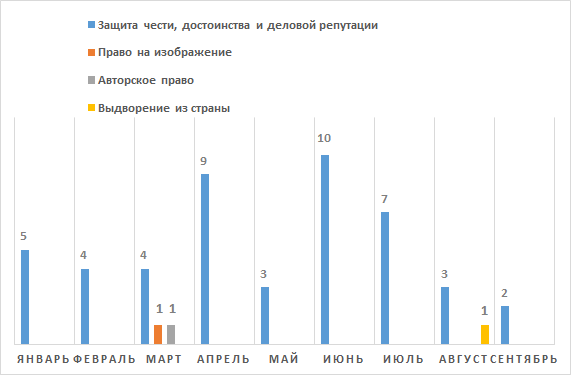 Защита чести, достоинства и деловой репутации
Право на изображение
Авторское право
Выдворение из страны
5 4 4 1 1 9 3 10 7 3 1 2
ЯНВАРЬ ФЕВРАЛЬ МАРТ АПРЕЛЬ МАЙ ИЮНЬ ИЮЛЬ АВГУСТ СЕНТЯБРЬ